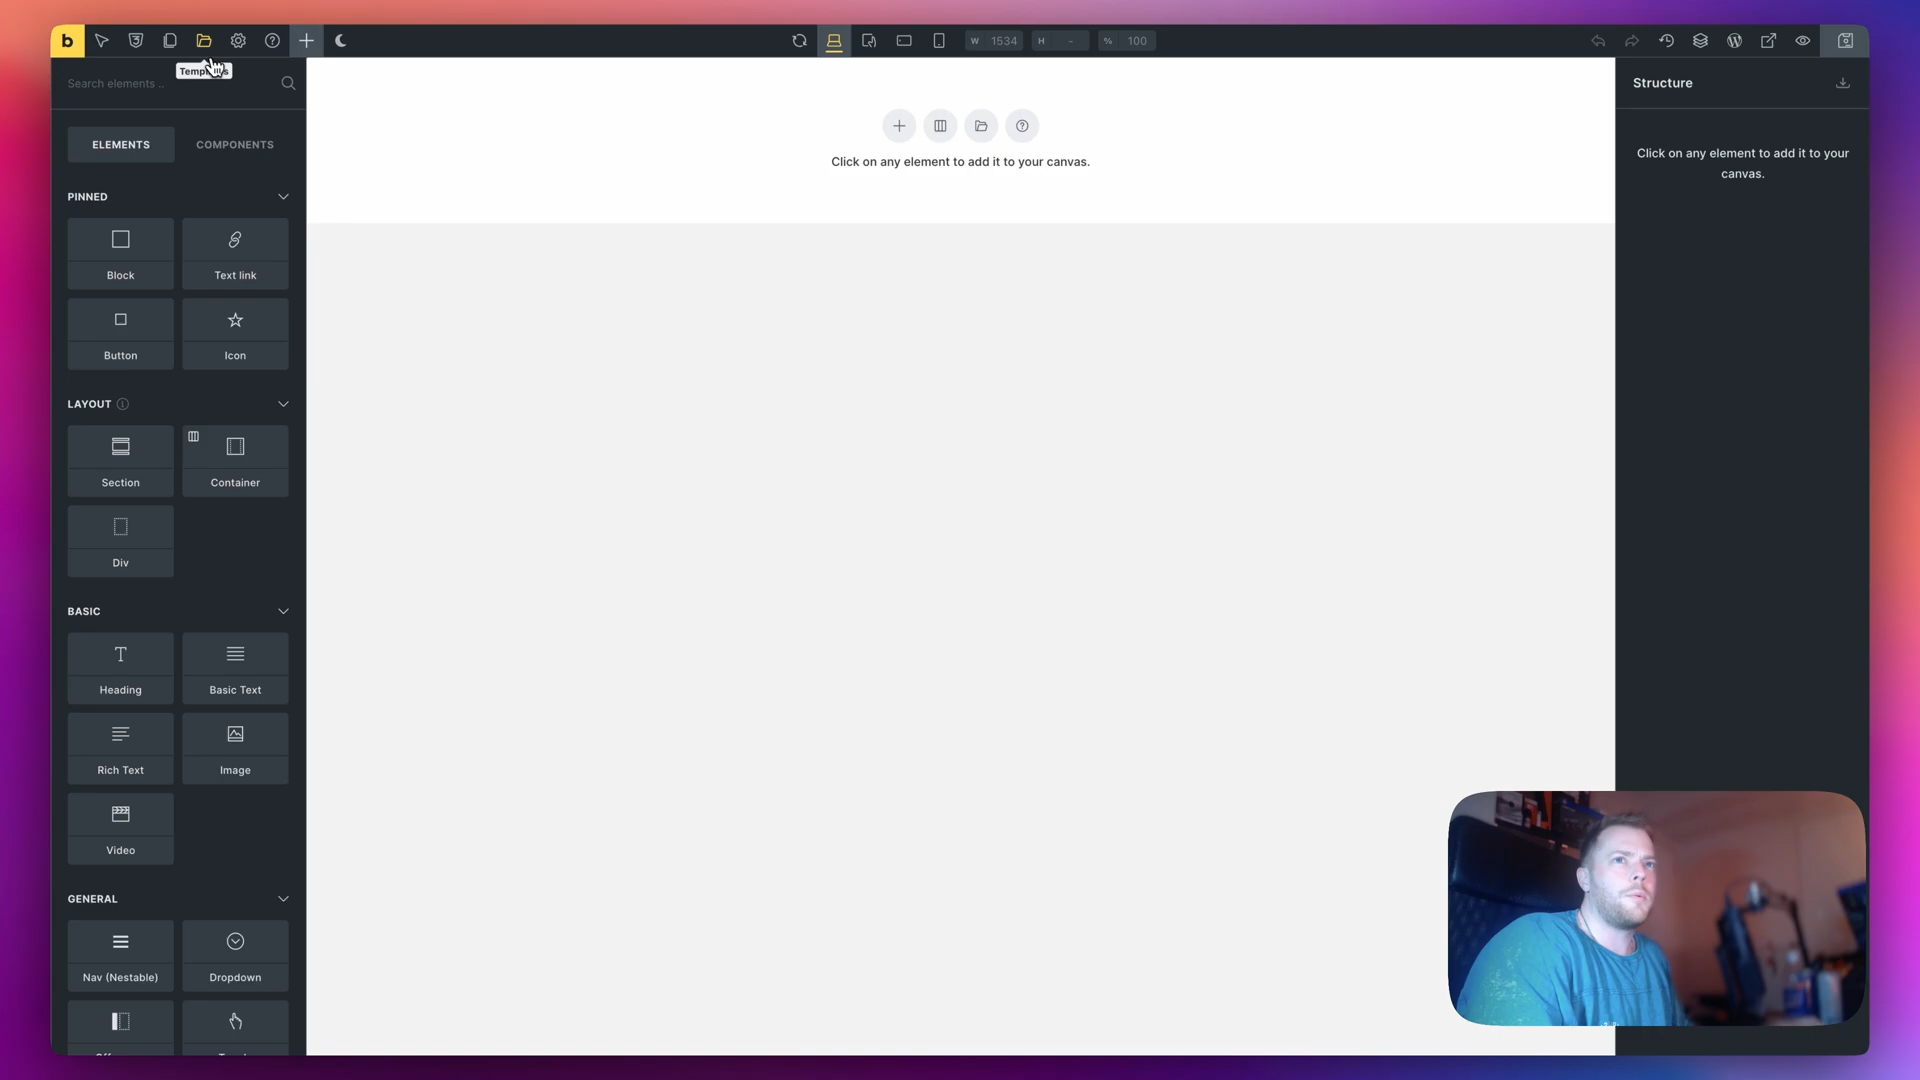 b
W 1534 H - % 100
Search elements ..
Structure
ELEMENTS COMPONENTS
Click on any element to add it to your canvas.
Click on any element to add it to your
canvas.
PINNED
Block Text link
Button Icon
LAYOUT
Section Container
Div
BASIC
Heading Basic Text
Rich Text Image
Video
GENERAL
Nav (Nestable) Dropdown